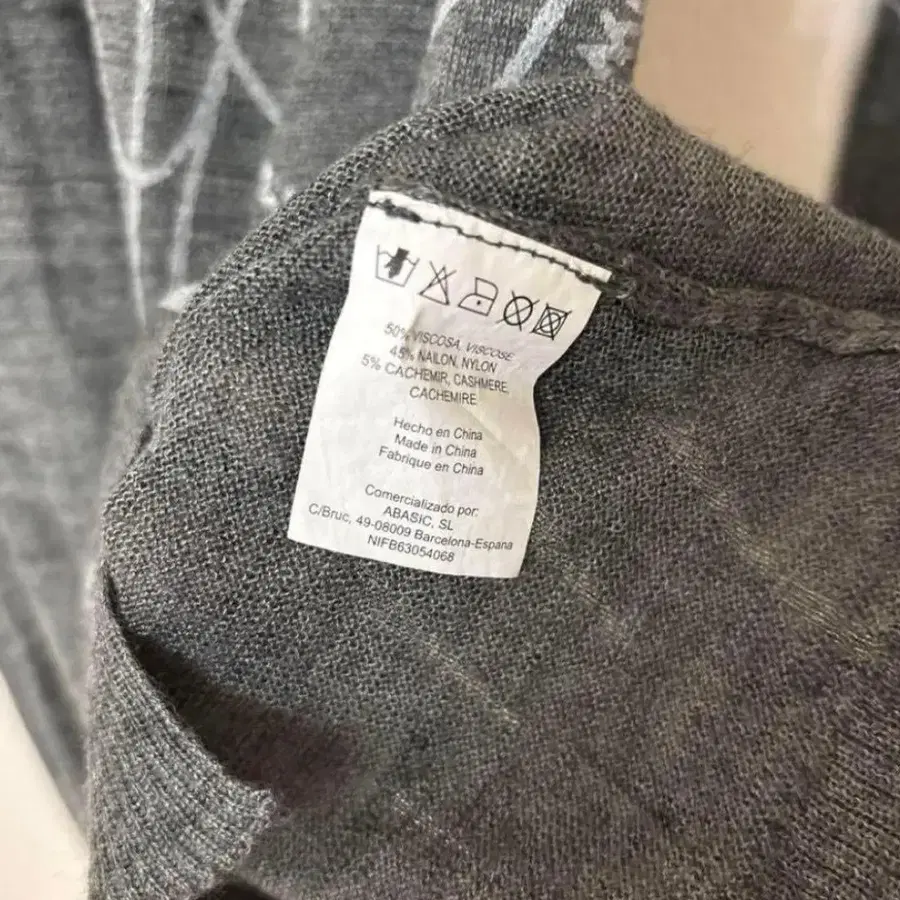 50% VISCOSA, VISCOSE
45% NAILON, NYLON
5% CACHEMIR, CASHMERE,
CACHEMIRE
Hecho en China
Made in China
Fabrique en China
Comercializado por:
ABASIC, SL
C/Bruc, 49-08009 Barcelona-Espana
NIFB63054068